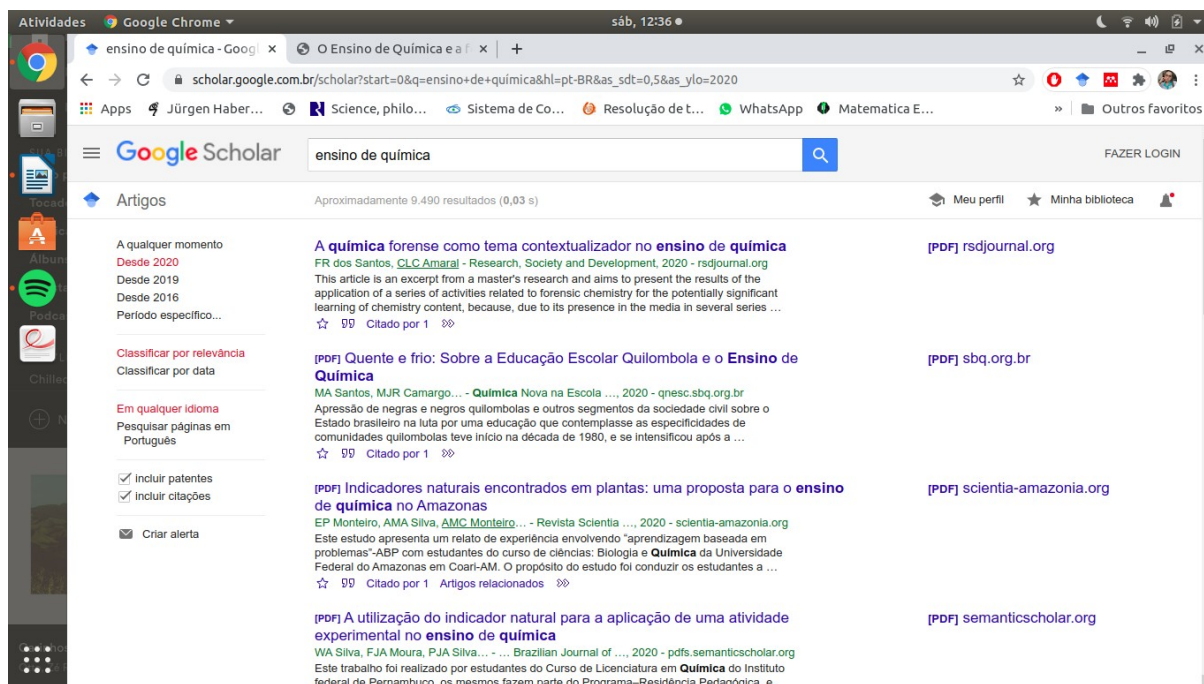 Atividades Google Chrome sáb, 12:36
ensino de química - Goog × O Ensino de Química e a f × +
scholar.google.com.br/scholar?start=0&q=ensino+de+química&hl=pt-BR&as_sdt=0,5&as_ylo=2020
Apps Jürgen Haber... Science, philo... Sistema de Co... Resolução de t... WhatsApp Matematica E... » Outros favoritos
Google Scholar ensino de química FAZER LOGIN
Artigos Aproximadamente 9.490 resultados (0,03 s) Meu perfil Minha biblioteca
A qualquer momento
Desde 2020
Desde 2019
Desde 2016
Período específico...
Classificar por relevância
Classificar por data
Em qualquer idioma
Pesquisar páginas em
Português
incluir patentes
incluir citações
Criar alerta
A química forense como tema contextualizador no ensino de química [PDF] rsdjournal.org
FR dos Santos, CLC Amaral - Research, Society and Development, 2020 - rsdjournal.org
This article is an excerpt from a master's research and aims to present the results of the
application of a series of activities related to forensic chemistry for the potentially significant
learning of chemistry content, because, due to its presence in the media in several series …
Citado por 1
[PDF] Quente e frio: Sobre a Educação Escolar Quilombola e o Ensino de [PDF] sbq.org.br
Química
MA Santos, MJR Camargo… - Química Nova na Escola …, 2020 - qnesc.sbq.org.br
Apressão de negras e negros quilombolas e outros segmentos da sociedade civil sobre o
Estado brasileiro na luta por uma educação que contemplasse as especificidades de
comunidades quilombolas teve início na década de 1980, e se intensificou após a …
Citado por 1
[PDF] Indicadores naturais encontrados em plantas: uma proposta para o ensino [PDF] scientia-amazonia.org
de química no Amazonas
EP Monteiro, AMA Silva, AMC Monteiro… - Revista Scientia …, 2020 - scientia-amazonia.org
Este estudo apresenta um relato de experiência envolvendo "aprendizagem baseada em
problemas"-ABP com estudantes do curso de ciências: Biologia e Química da Universidade
Federal do Amazonas em Coari-AM. O propósito do estudo foi conduzir os estudantes a …
Citado por 1 Artigos relacionados
[PDF] A utilização do indicador natural para a aplicação de uma atividade [PDF] semanticscholar.org
experimental no ensino de química
WA Silva, FJA Moura, PJA Silva… - … Brazilian Journal of …, 2020 - pdfs.semanticscholar.org
Este trabalho foi realizado por estudantes do Curso de Licenciatura em Química do Instituto
federal de Pernambuco, os mesmos fazem parte do Programa–Residência Pedagógica, e